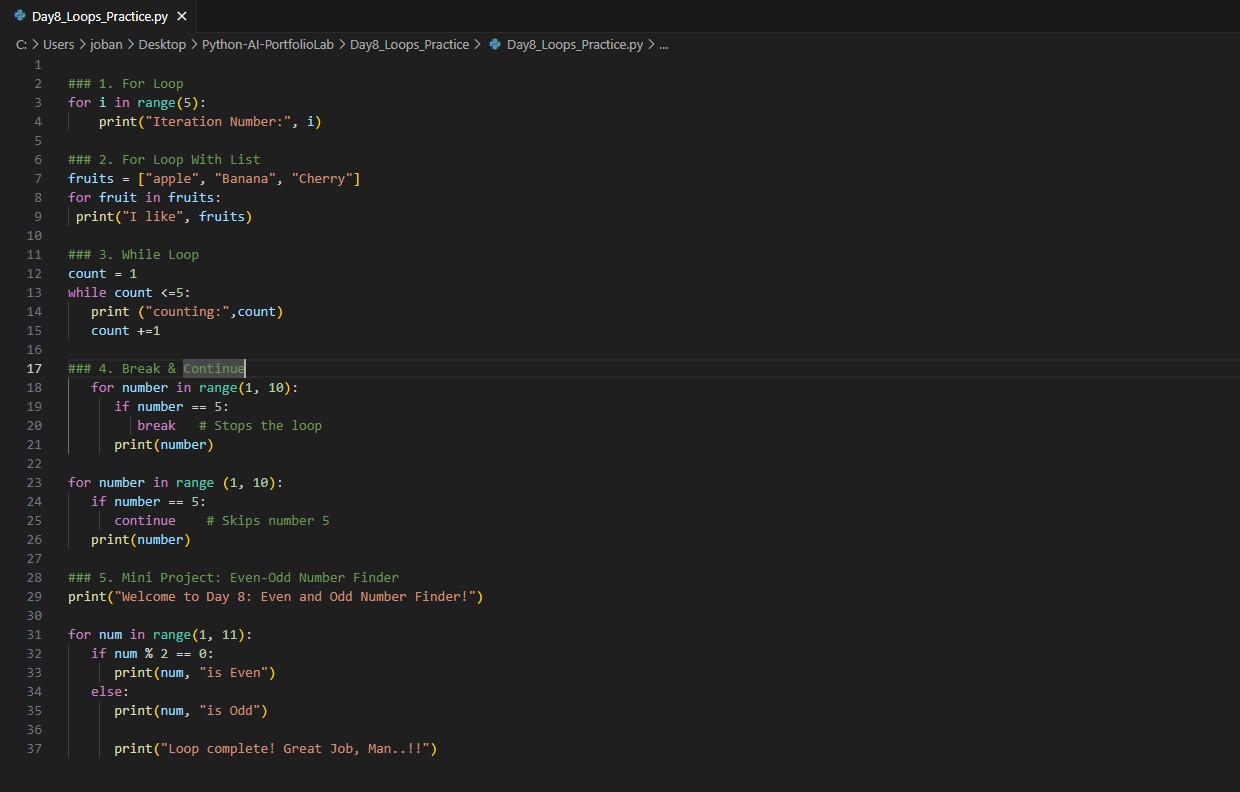 Day8_Loops_Practice.py ×
C: > Users > joban > Desktop > Python-AI-PortfolioLab > Day8_Loops_Practice > Day8_Loops_Practice.py > ...
1
2 ### 1. For Loop
3 for i in range(5):
4     print("Iteration Number:", i)
5
6 ### 2. For Loop With List
7 fruits = ["apple", "Banana", "Cherry"]
8 for fruit in fruits:
9  print("I like", fruits)
10
11 ### 3. While Loop
12 count = 1
13 while count <=5:
14    print ("counting:",count)
15    count +=1
16
17 ### 4. Break & Continue
18    for number in range(1, 10):
19       if number == 5:
20          break   # Stops the loop
21       print(number)
22
23 for number in range (1, 10):
24    if number == 5:
25       continue    # Skips number 5
26    print(number)
27
28 ### 5. Mini Project: Even-Odd Number Finder
29 print("Welcome to Day 8: Even and Odd Number Finder!")
30
31 for num in range(1, 11):
32    if num % 2 == 0:
33       print(num, "is Even")
34    else:
35       print(num, "is Odd")
36
37       print("Loop complete! Great Job, Man..!!")